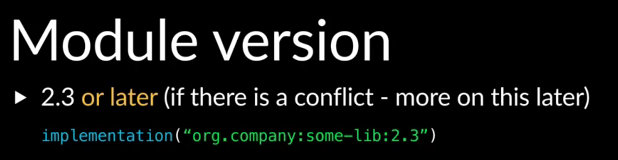 Module version
▶ 2.3 or later (if there is a conflict - more on this later)
implementation(“org.company:some-lib:2.3”)